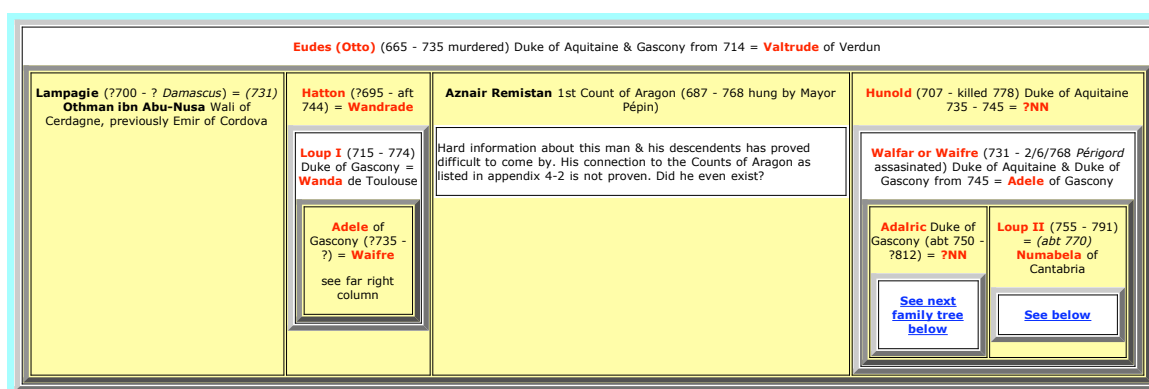 Eudes (Otto) (665 - 735 murdered) Duke of Aquitaine & Gascony from 714 = Valtrude of Verdun
Lampagie (?700 - ? Damascus) = (731)
Othman ibn Abu-Nusa Wali of
Cerdagne, previously Emir of Cordova
Hatton (?695 - aft
744) = Wandrade
Loup I (715 - 774)
Duke of Gascony =
Wanda de Toulouse
Adele of
Gascony (?735 -
?) = Waifre
see far right
column
Aznair Remistan 1st Count of Aragon (687 - 768 hung by Mayor
Pépin)
Hard information about this man & his descendents has proved
difficult to come by. His connection to the Counts of Aragon as
listed in appendix 4-2 is not proven. Did he even exist?
Hunold (707 - killed 778) Duke of Aquitaine
735 - 745 = ?NN
Walfar or Waifre (731 - 2/6/768 Périgord
assasinated) Duke of Aquitaine & Duke of
Gascony from 745 = Adele of Gascony
Adalric Duke of
Gascony (abt 750 -
?812) = ?NN
See next
family tree
below
Loup II (755 - 791)
= (abt 770)
Numabela of
Cantabria
See below